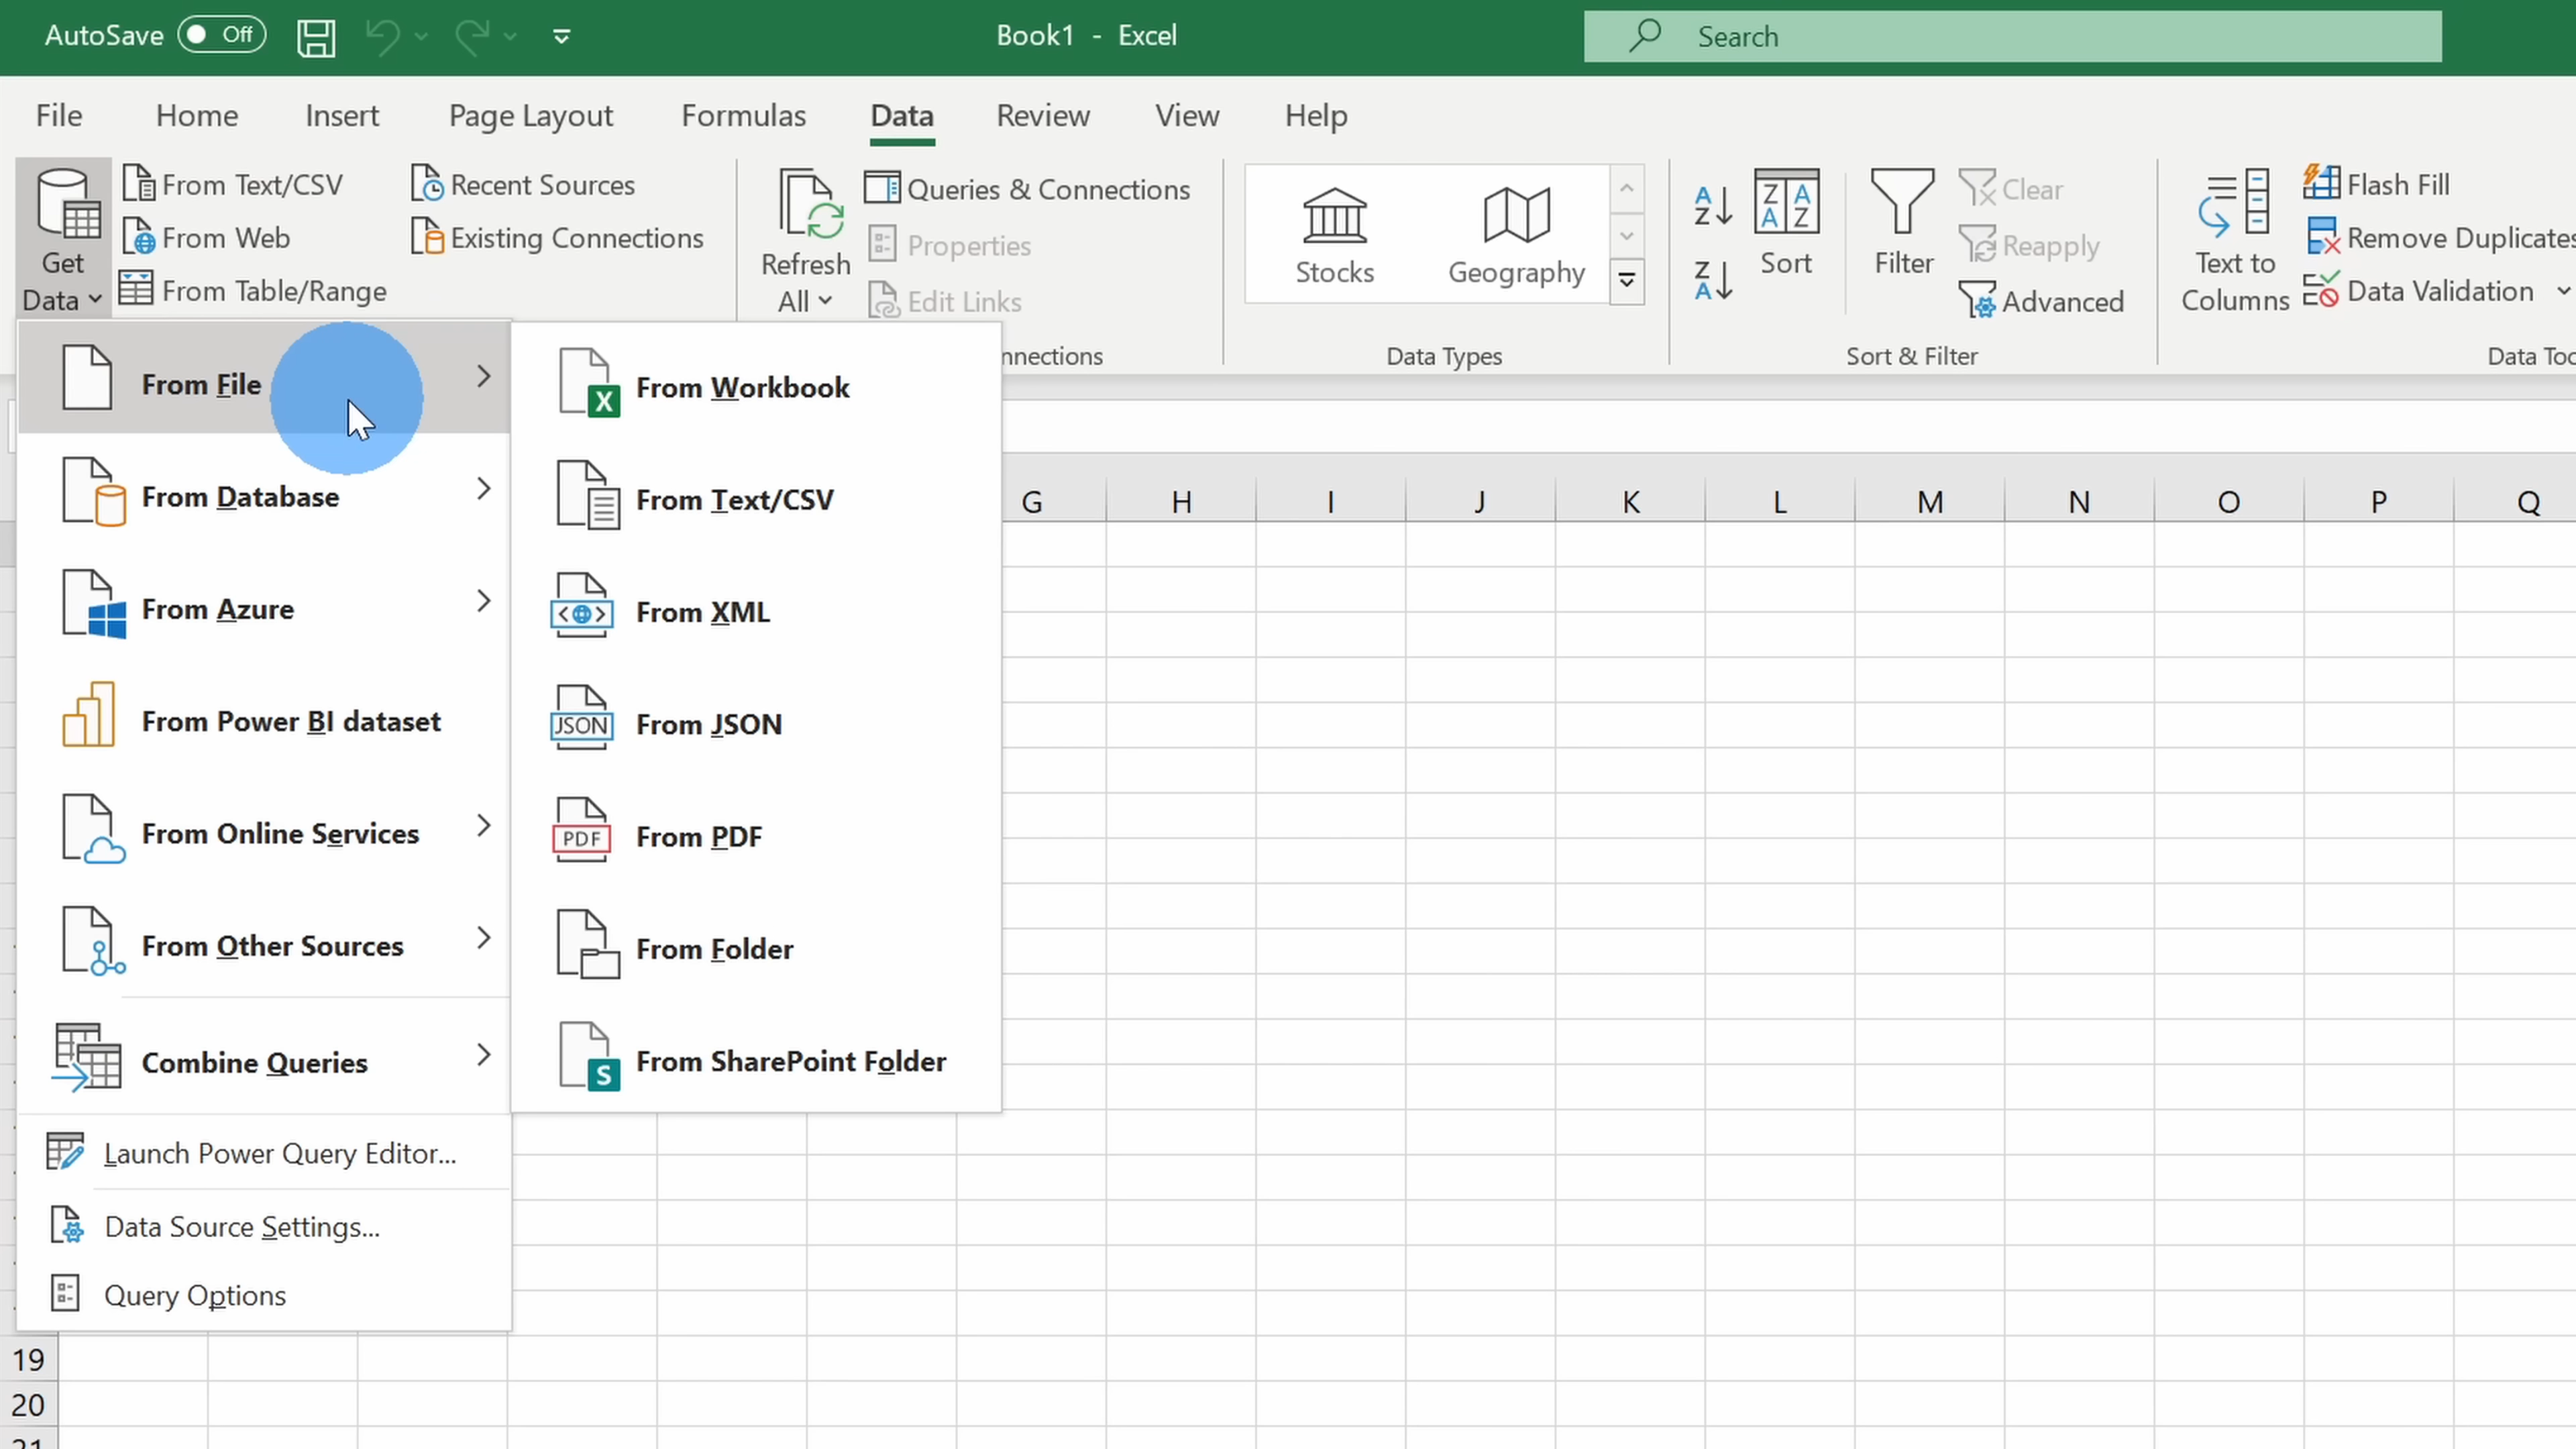 AutoSave Off
Book1 - Excel
Search
File Home Insert Page Layout Formulas Data Review View Help
Get Data
From Text/CSV
From Web
From Table/Range
Recent Sources
Existing Connections
Refresh All
Queries & Connections
Properties
Edit Links
Stocks
Geography
Data Types
A Z
Z A
Z A A Z
Sort
Filter
Clear
Reapply
Advanced
Sort & Filter
Text to Columns
Flash Fill
Remove Duplicates
Data Validation
Data
From File
From Database
From Azure
From Power BI dataset
From Online Services
From Other Sources
Combine Queries
Launch Power Query Editor...
Data Source Settings...
Query Options
X From Workbook
From Text/CSV
From XML
JSON From JSON
PDF From PDF
From Folder
S From SharePoint Folder
G H I J K L M N O P Q
19
20